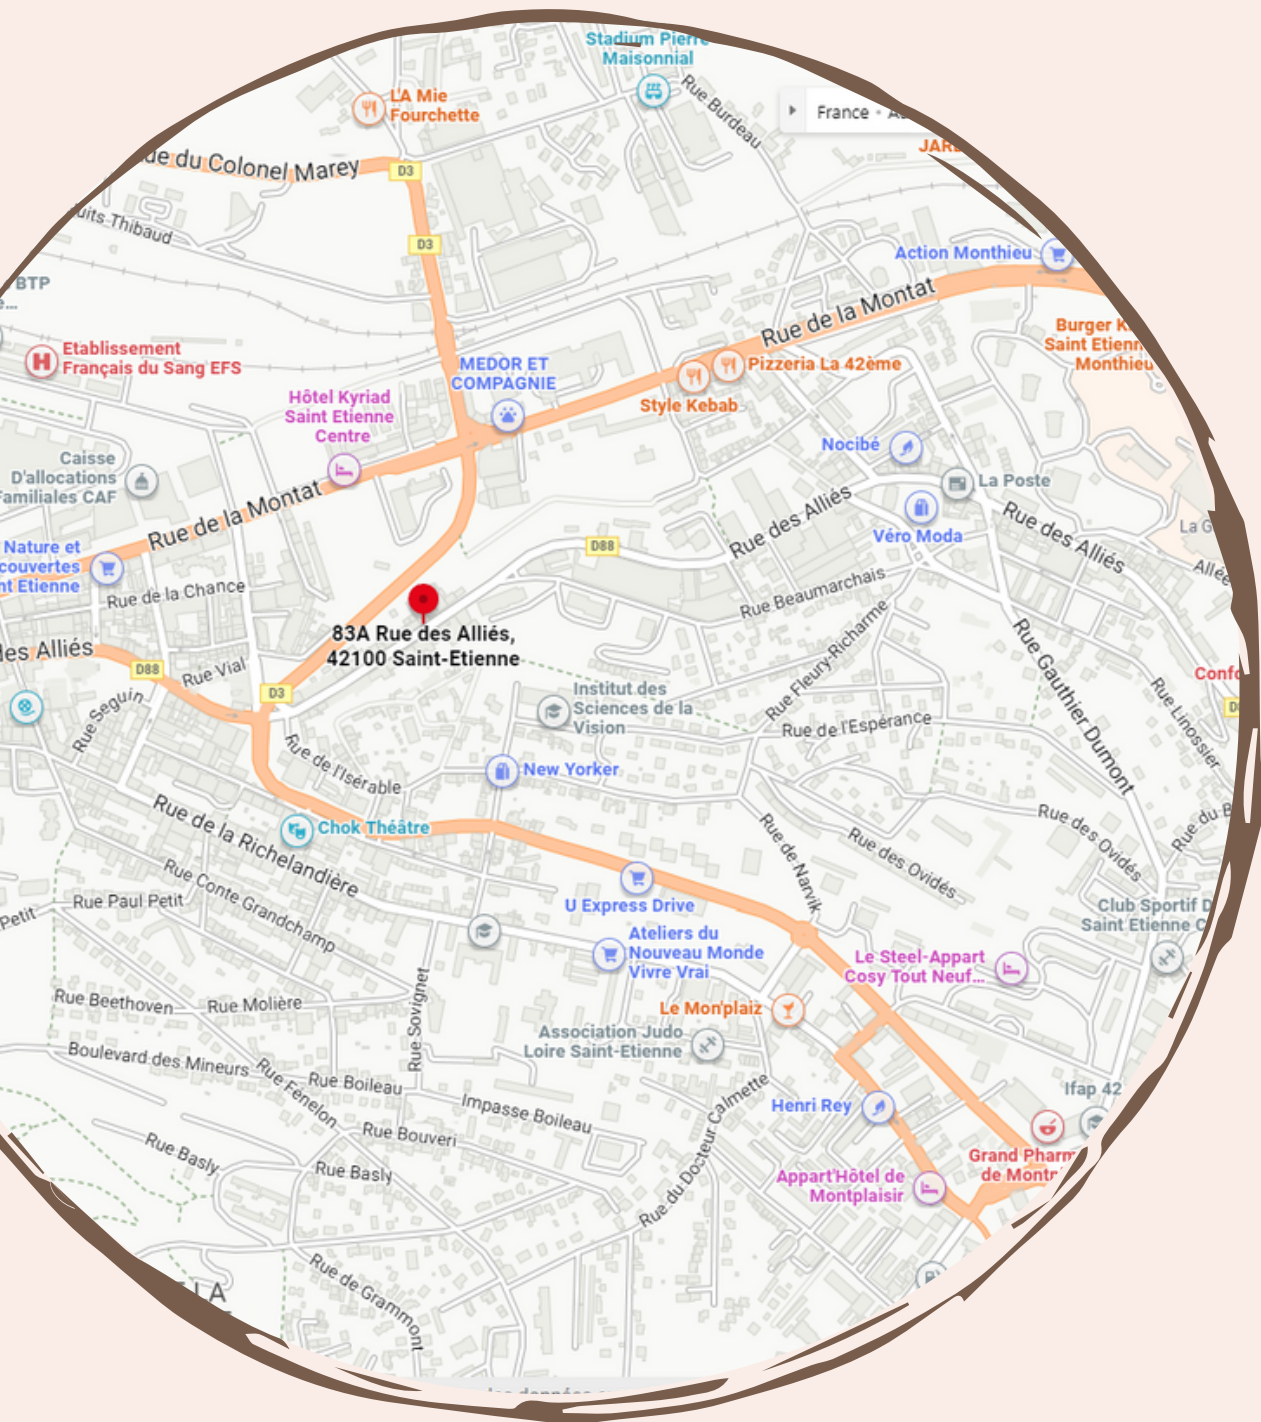 Stadium Pierre
Maisonnial
L'A Mie
Fourchette
Rue Burdeau
France
de du Colonel Marey
D3
uits Thibaud
D3
Action Monthieu
BTP
Rue de la Montat
Etablissement
Français du Sang EFS
MEDOR ET
COMPAGNIE
Burger
Saint Etienn
Monthieu
Pizzeria La 42ème
Hôtel Kyriad
Saint Etienne
Centre
Style Kebab
Nocibé
Caisse
D'allocations
Familiales CAF
La Poste
Rue de la Montat
Rue des Alliés
Véro Moda
Rue des Alliés
La G
Nature et
couvertes
nt Etienne
D88
Allée
Rue de la Chance
Rue Beaumarchais
83A Rue des Alliés,
42100 Saint-Etienne
des Alliés
D88
Rue Vial
Rue Fleury-Richarme
Rue Gauthier Dumont
Confo
D3
Institut des
Sciences de la
Vision
Rue Seguin
Rue de l'Espérance
Rue Linossier
Rue de l'Isérable
New Yorker
Rue de la Richelandière
Chok Théâtre
Rue de Narvik
Rue des Ovidés
Rue des Ovidés
Rue du B
Rue Conte Grandchamp
Rue Paul Petit
Petit
U Express Drive
Club Sportif D
Saint Etienne C
Ateliers du
Nouveau Monde
Vivre Vrai
Le Steel-Appart
Cosy Tout Neuf...
Rue Beethoven
Rue Molière
Rue Sovignet
Le Mon'plaiz
Association Judo
Loire Saint-Etienne
Boulevard des Mineurs
Rue Fénelon
Rue Boileau
Impasse Boileau
Rue du Docteur Calmette
Henri Rey
Ifap 42
Rue Basly
Rue Bouveri
Rue Basly
Grand Pharm
de Montp
Appart'Hôtel de
Montplaisir
Rue de Grammont
LA